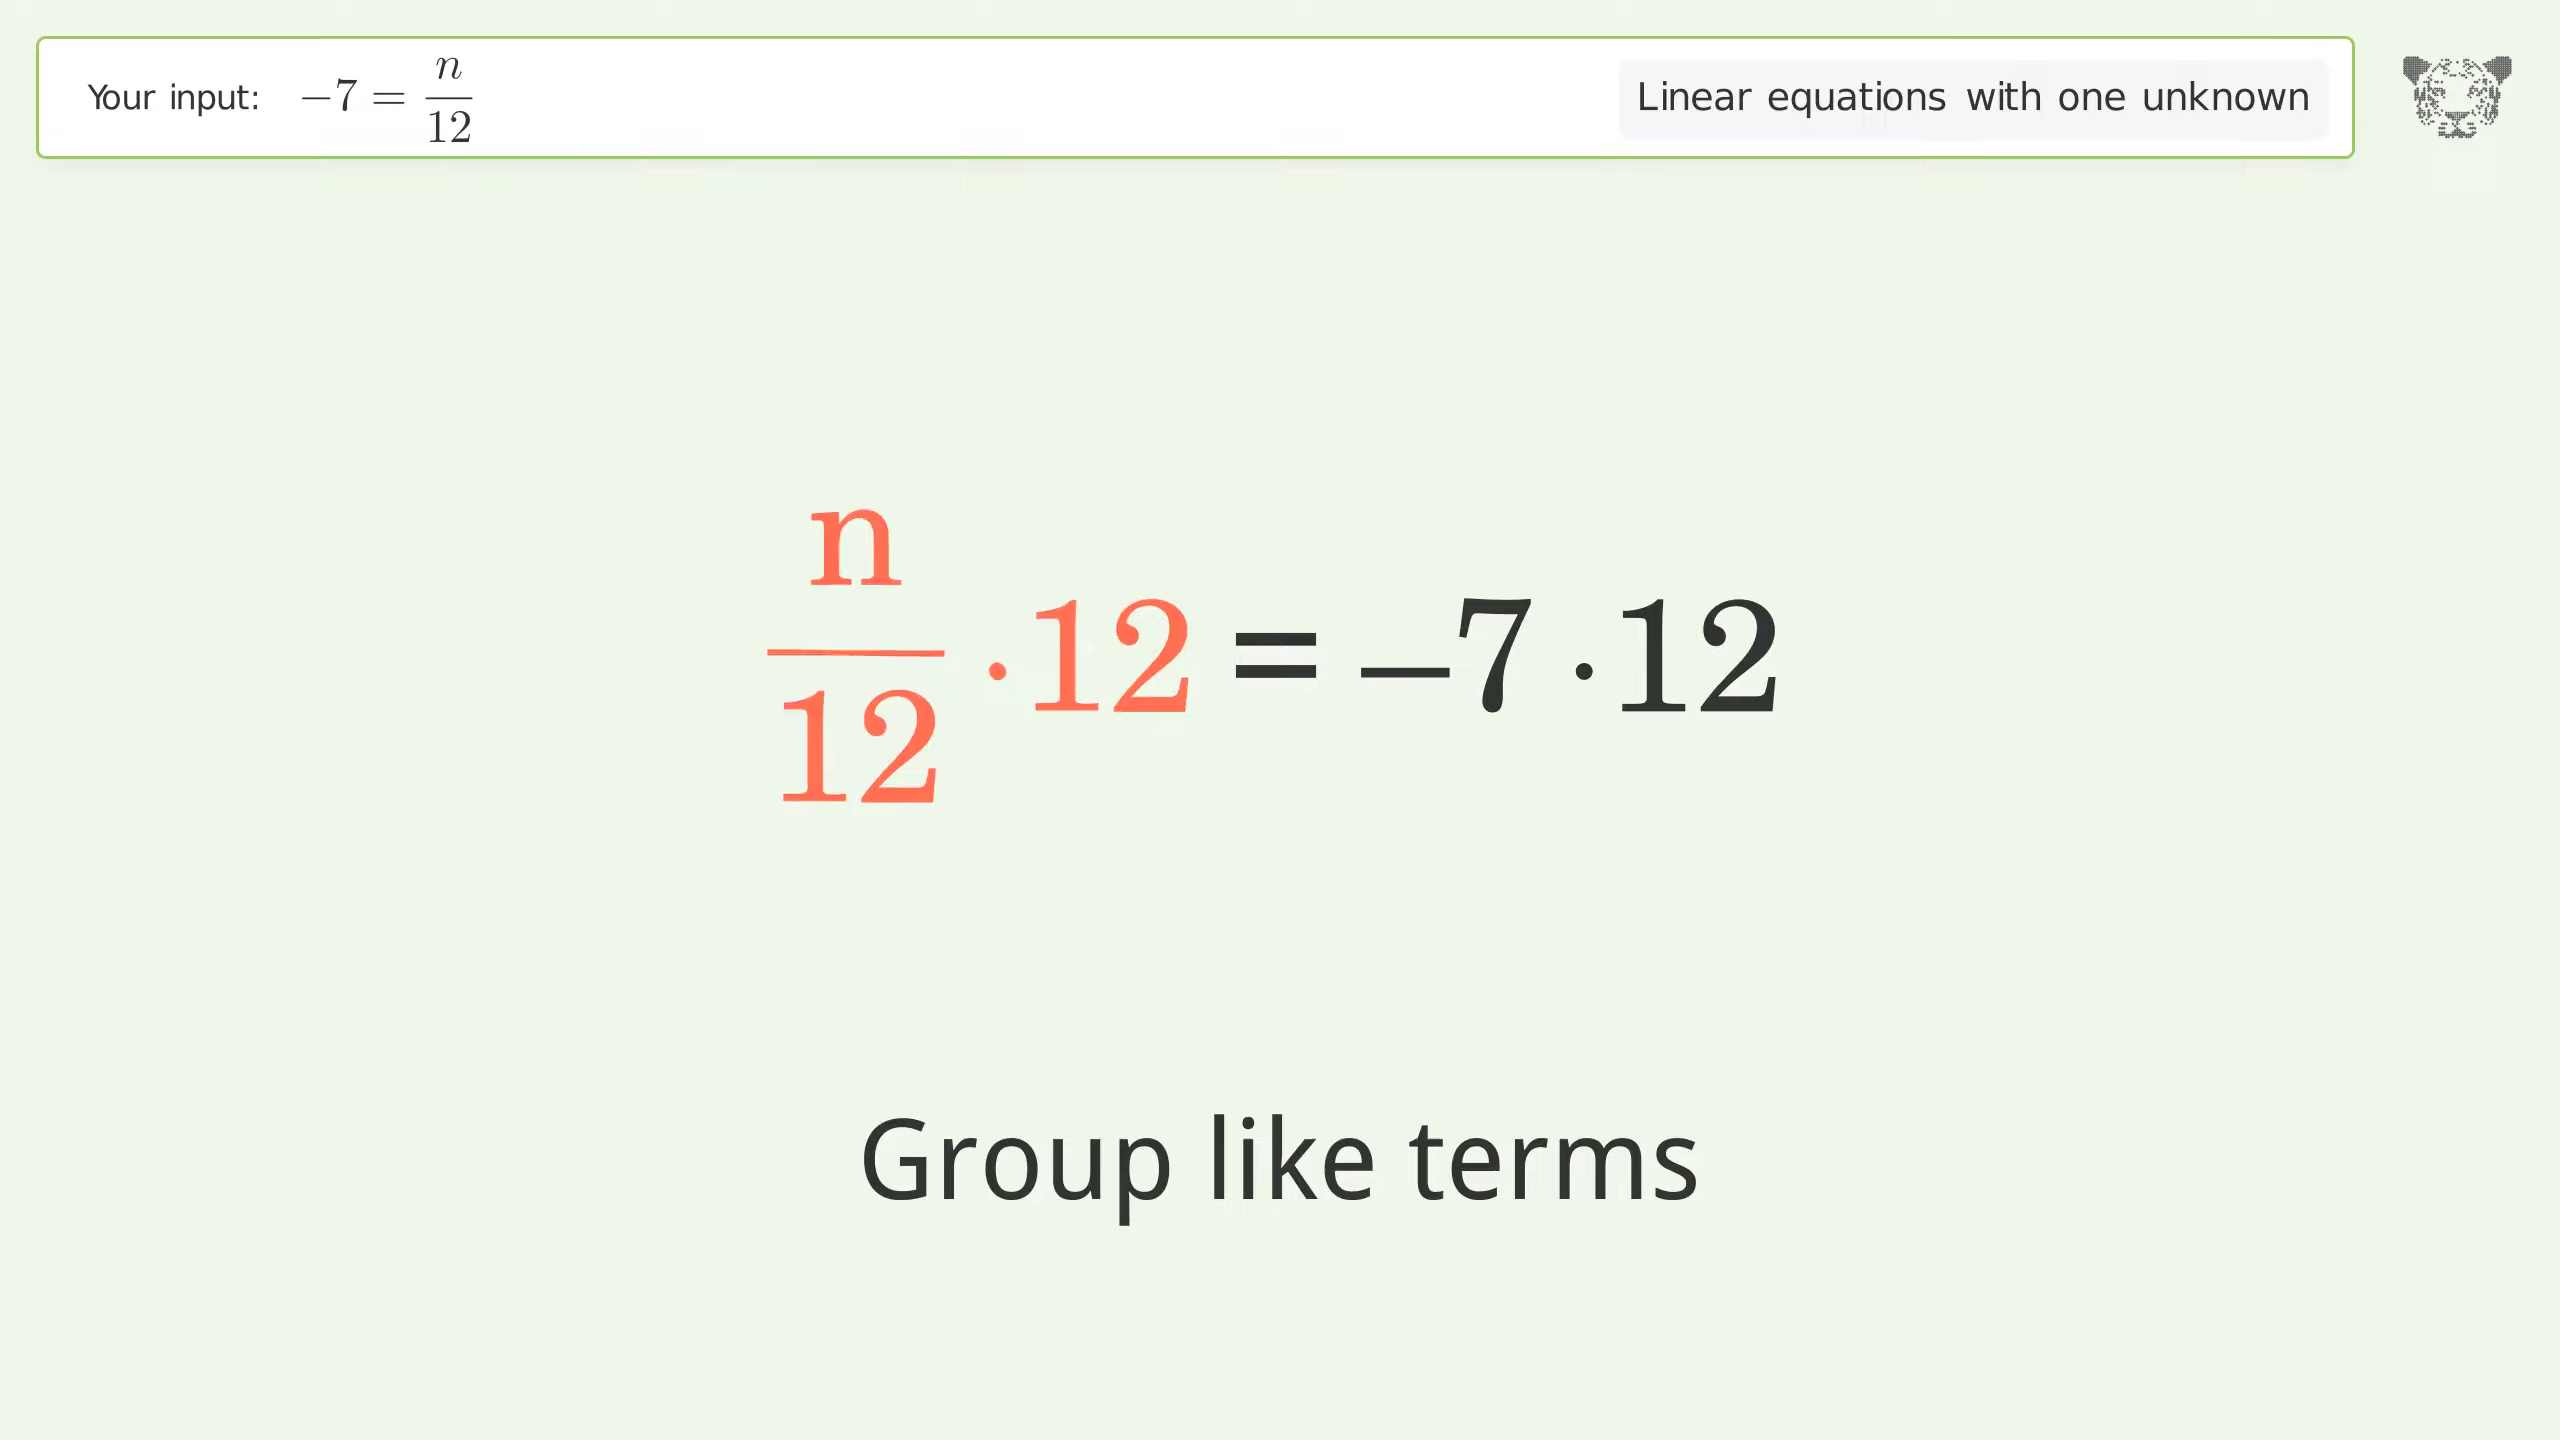 Your input: −7 = n/12 Linear equations with one unknown
n/12 · 12 = −7 · 12
Group like terms